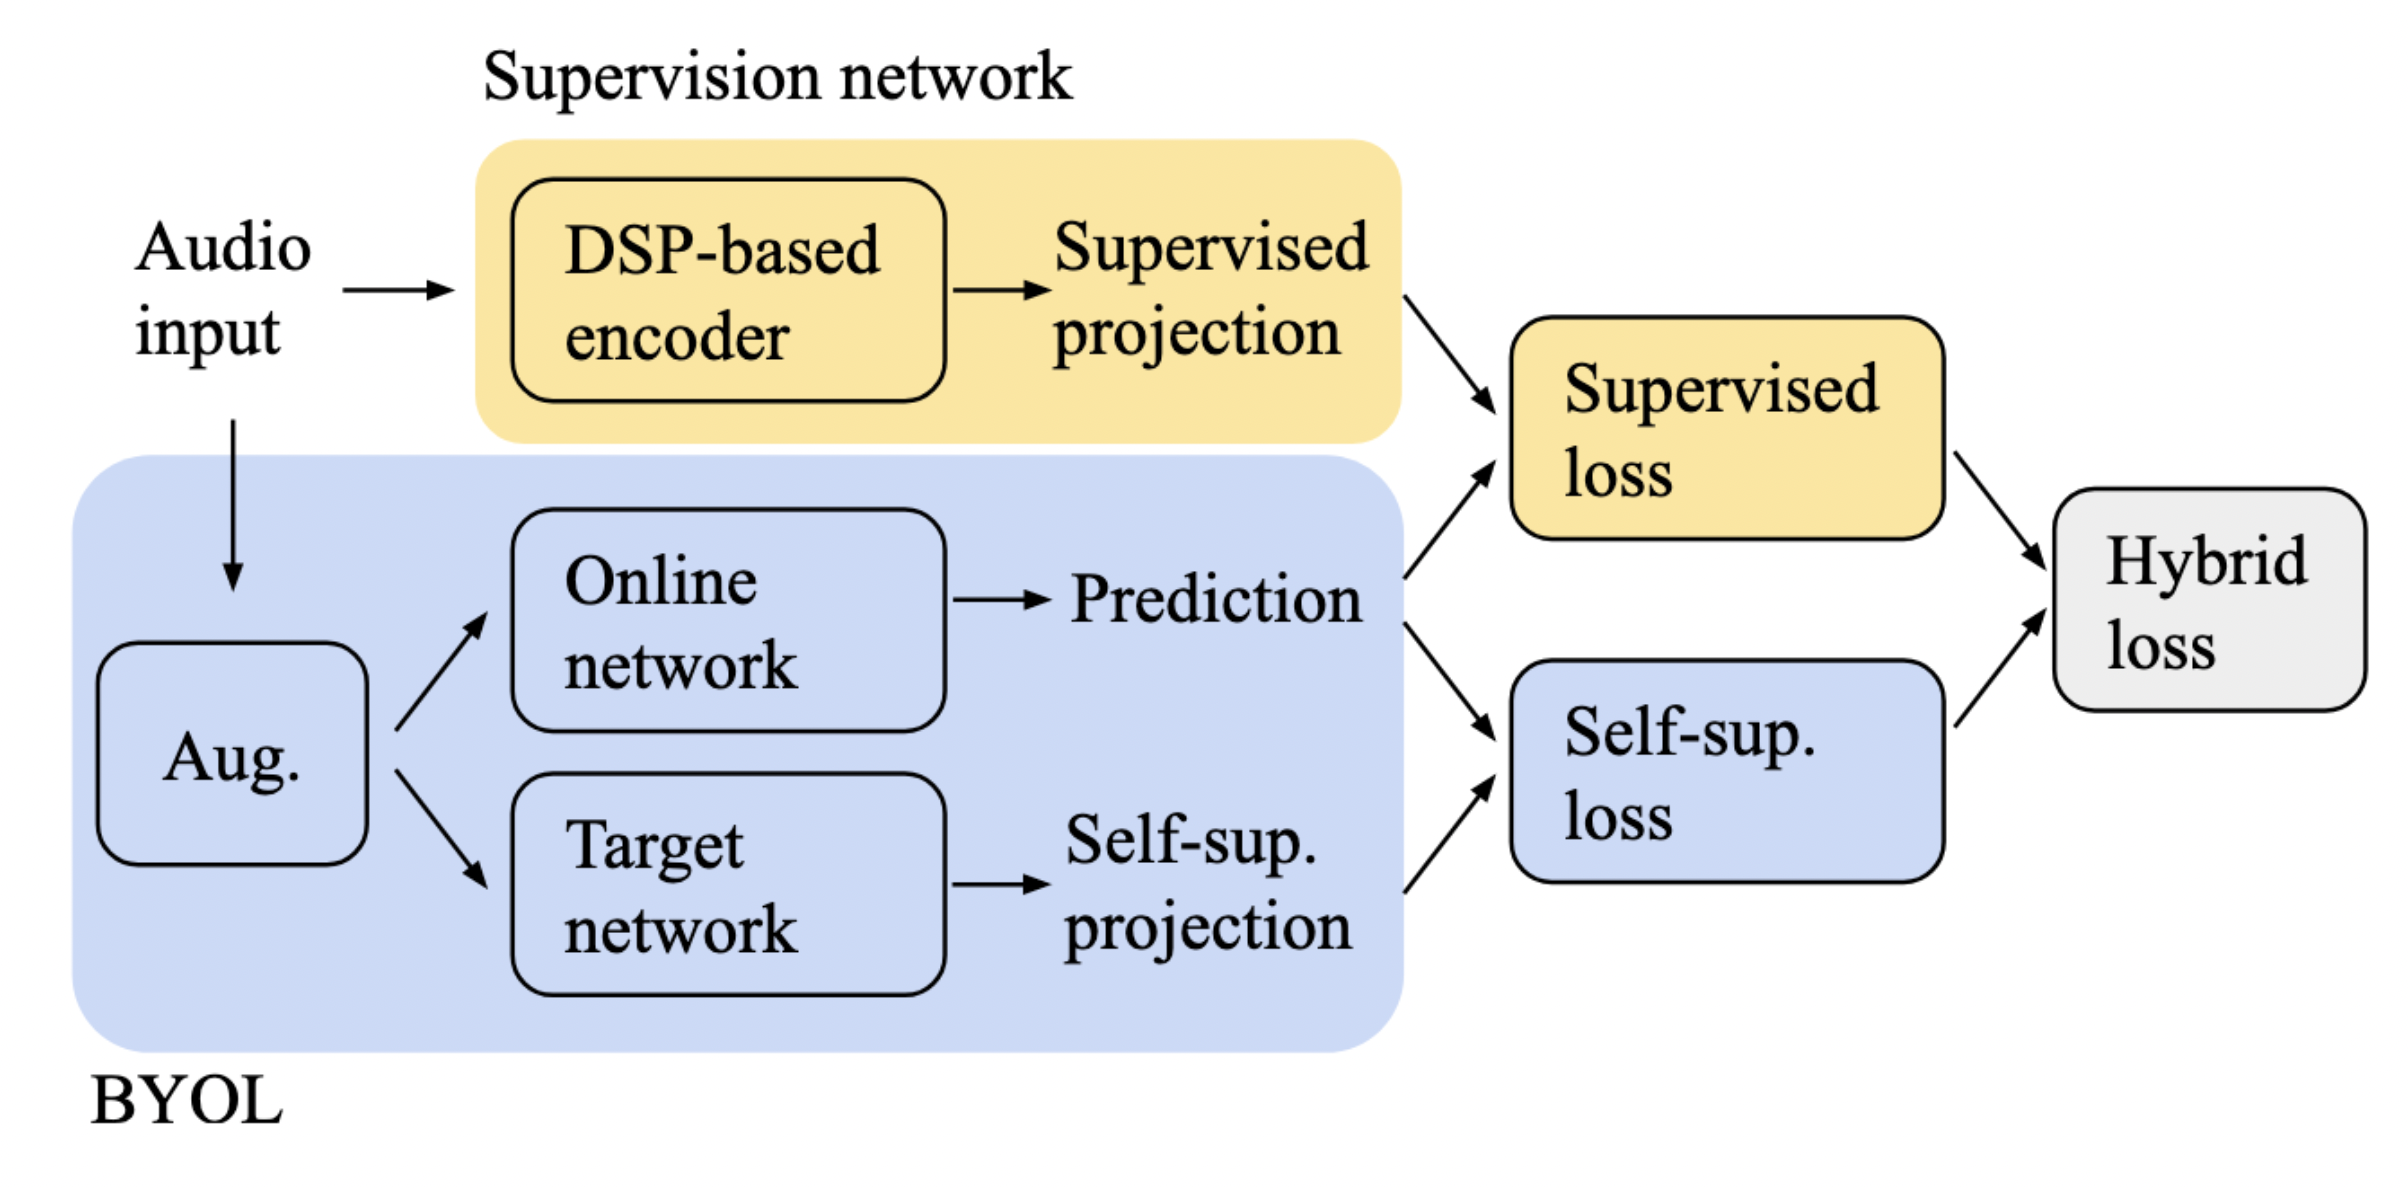 Supervision network
Audio
input
DSP-based
encoder
Supervised
projection
Supervised
loss
Online
network
Prediction
Hybrid
loss
Aug.
Target
network
Self-sup.
projection
Self-sup.
loss
BYOL